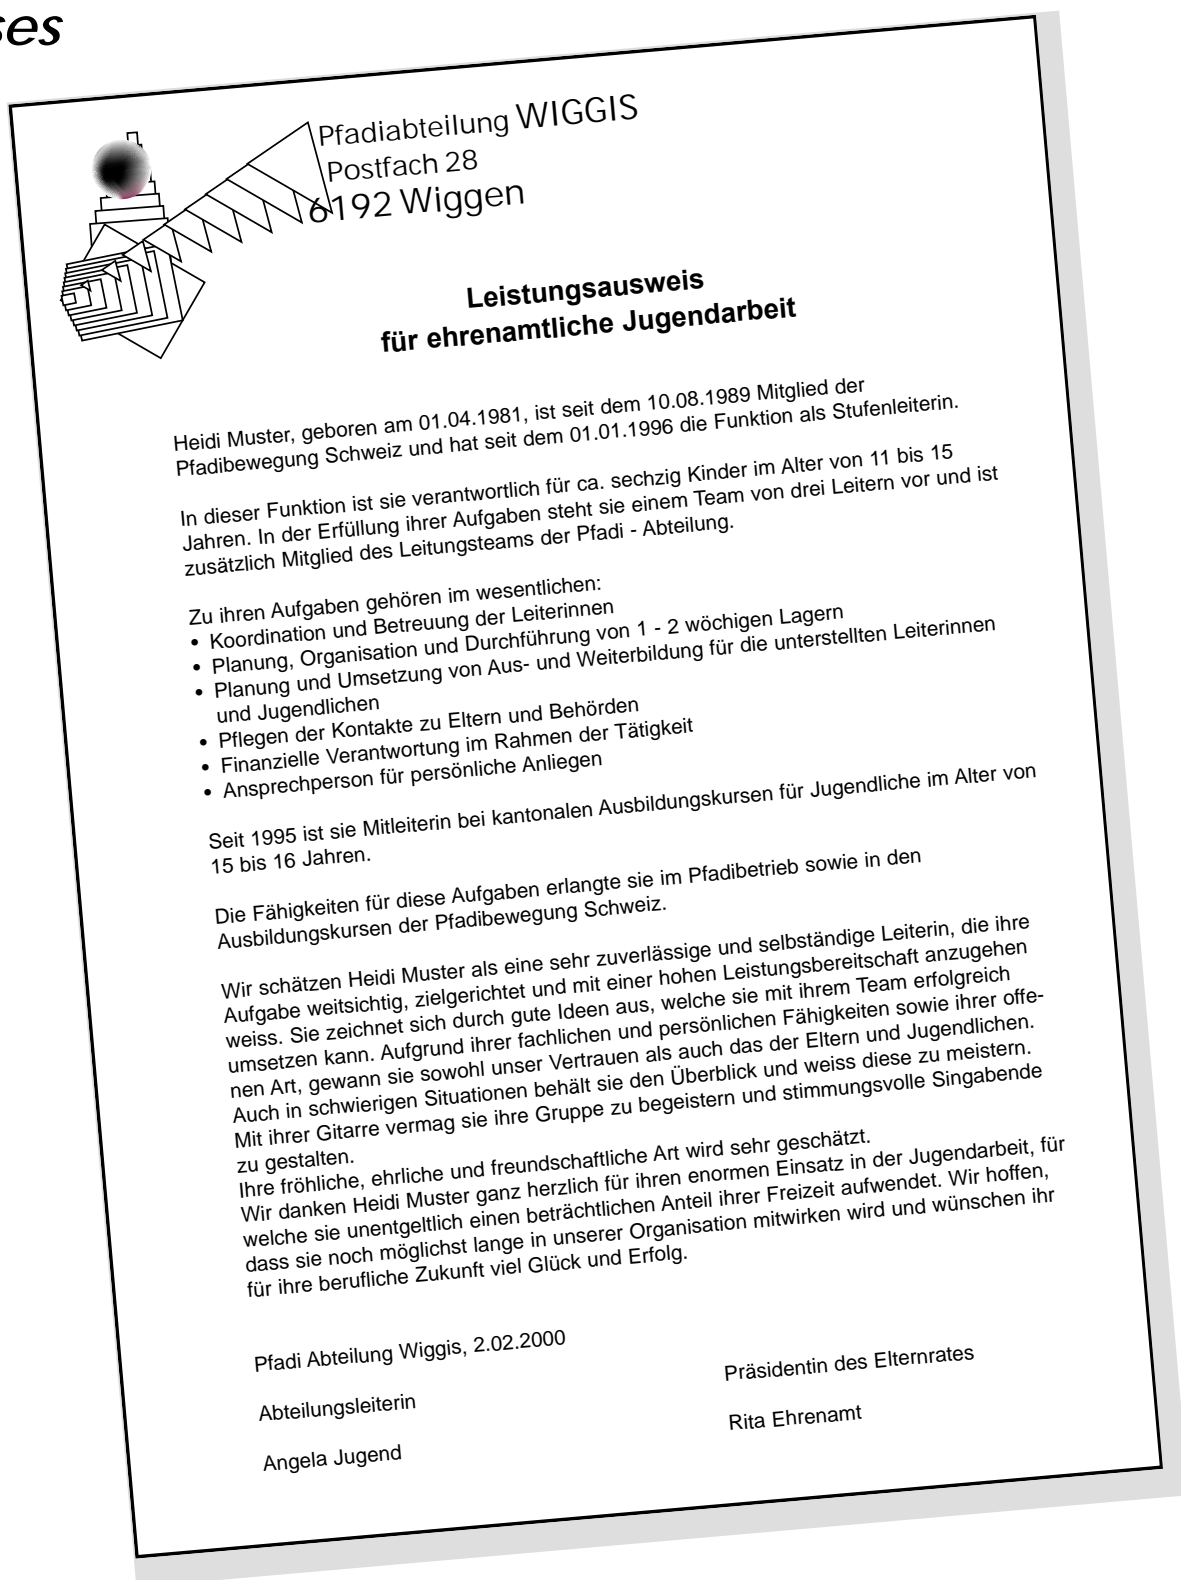 ses
Pfadiabteilung WIGGIS
Postfach 28
6192 Wiggen
Leistungsausweis
für ehrenamtliche Jugendarbeit
Heidi Muster, geboren am 01.04.1981, ist seit dem 10.08.1989 Mitglied der
Pfadibewegung Schweiz und hat seit dem 01.01.1996 die Funktion als Stufenleiterin.
In dieser Funktion ist sie verantwortlich für ca. sechzig Kinder im Alter von 11 bis 15
Jahren. In der Erfüllung ihrer Aufgaben steht sie einem Team von drei Leitern vor und ist
zusätzlich Mitglied des Leitungsteams der Pfadi - Abteilung.
Zu ihren Aufgaben gehören im wesentlichen:
• Koordination und Betreuung der Leiterinnen
• Planung, Organisation und Durchführung von 1 - 2 wöchigen Lagern
• Planung und Umsetzung von Aus- und Weiterbildung für die unterstellten Leiterinnen
und Jugendlichen
• Pflegen der Kontakte zu Eltern und Behörden
• Finanzielle Verantwortung im Rahmen der Tätigkeit
• Ansprechperson für persönliche Anliegen
Seit 1995 ist sie Mitleiterin bei kantonalen Ausbildungskursen für Jugendliche im Alter von
15 bis 16 Jahren.
Die Fähigkeiten für diese Aufgaben erlangte sie im Pfadibetrieb sowie in den
Ausbildungskursen der Pfadibewegung Schweiz.
Wir schätzen Heidi Muster als eine sehr zuverlässige und selbständige Leiterin, die ihre
Aufgabe weitsichtig, zielgerichtet und mit einer hohen Leistungsbereitschaft anzugehen
weiss. Sie zeichnet sich durch gute Ideen aus, welche sie mit ihrem Team erfolgreich
umsetzen kann. Aufgrund ihrer fachlichen und persönlichen Fähigkeiten sowie ihrer offe-
nen Art, gewann sie sowohl unser Vertrauen als auch das der Eltern und Jugendlichen.
Auch in schwierigen Situationen behält sie den Überblick und weiss diese zu meistern.
Mit ihrer Gitarre vermag sie ihre Gruppe zu begeistern und stimmungsvolle Singabende
zu gestalten.
Ihre fröhliche, ehrliche und freundschaftliche Art wird sehr geschätzt.
Wir danken Heidi Muster ganz herzlich für ihren enormen Einsatz in der Jugendarbeit, für
welche sie unentgeltlich einen beträchtlichen Anteil ihrer Freizeit aufwendet. Wir hoffen,
dass sie noch möglichst lange in unserer Organisation mitwirken wird und wünschen ihr
für ihre berufliche Zukunft viel Glück und Erfolg.
Pfadi Abteilung Wiggis, 2.02.2000
Abteilungsleiterin
Angela Jugend
Präsidentin des Elternrates
Rita Ehrenamt